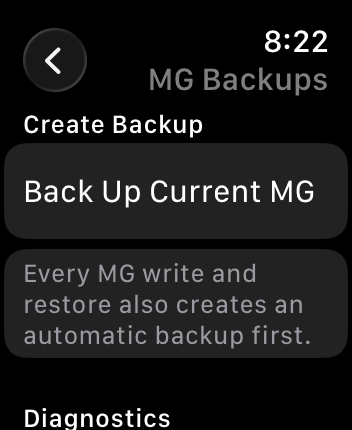 8:22
MG Backups
Create Backup
Back Up Current MG
Every MG write and
restore also creates an
automatic backup first.
Diagnostics